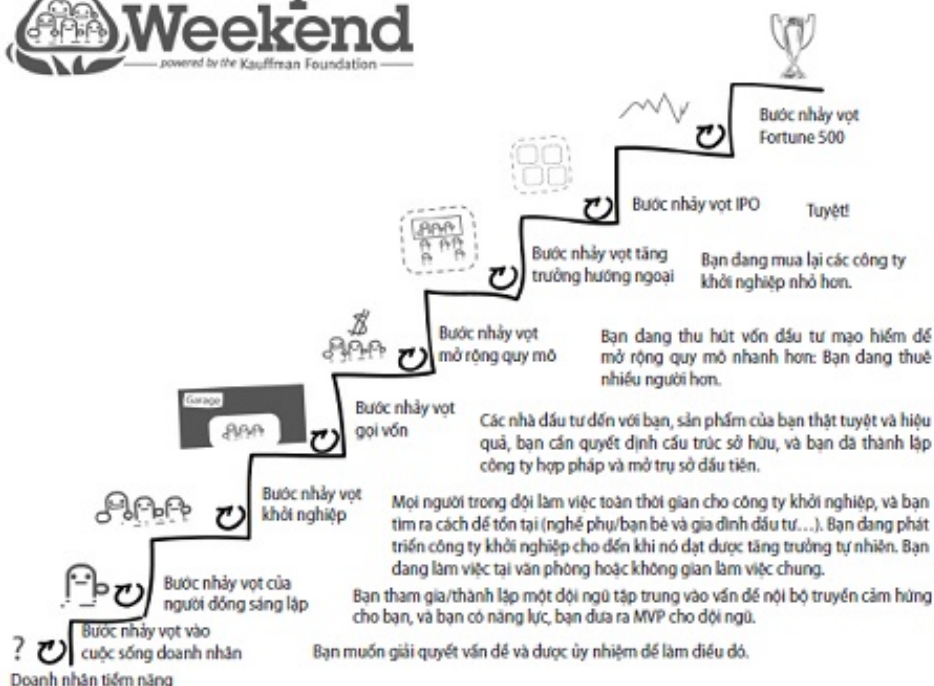 Weekend
powered by the Kauffman Foundation
Bước nhảy vọt
Fortune 500
Bước nhảy vọt IPO
Tuyệt!
Bước nhảy vọt tăng
trưởng hướng ngoại
Bạn đang mua lại các công ty
khởi nghiệp nhỏ hơn.
Bước nhảy vọt
mở rộng quy mô
Bạn đang thu hút vốn đầu tư mạo hiểm để
mở rộng quy mô nhanh hơn: Bạn đang thuê
nhiều người hơn.
Garage
Bước nhảy vọt
gọi vốn
Các nhà đầu tư đến với bạn, sản phẩm của bạn thật tuyệt và hiệu
quả, bạn cần quyết định cấu trúc sở hữu, và bạn đã thành lập
công ty hợp pháp và mở trụ sở đầu tiên.
Bước nhảy vọt
khởi nghiệp
Mọi người trong đội làm việc toàn thời gian cho công ty khởi nghiệp, và bạn
tìm ra cách để tồn tại (nghề phụ/bạn bè và gia đình đầu tư...). Bạn đang phát
triển công ty khởi nghiệp cho đến khi nó đạt được tăng trưởng tự nhiên. Bạn
đang làm việc tại văn phòng hoặc không gian làm việc chung.
Bước nhảy vọt của
người đồng sáng lập
Bạn tham gia/thành lập một đội ngũ tập trung vào vấn đề nội bộ truyền cảm hứng
cho bạn, và bạn có năng lực, bạn đưa ra MVP cho đội ngũ.
?
Bước nhảy vọt vào
cuộc sống doanh nhân
Bạn muốn giải quyết vấn đề và được ủy nhiệm để làm điều đó.
Doanh nhân tiềm năng